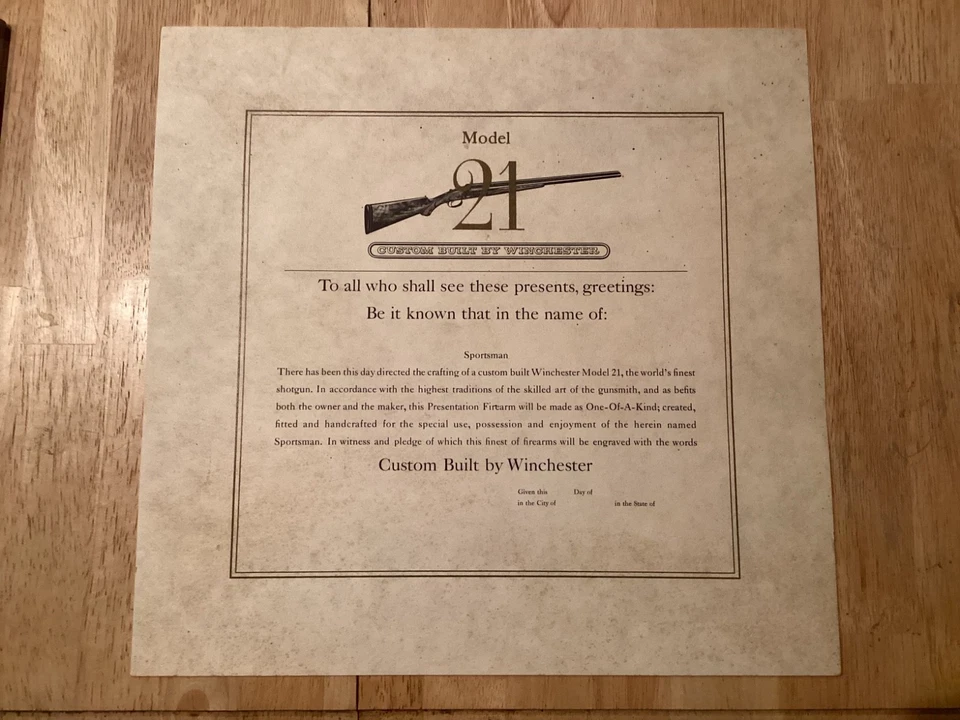 Model
21
CUSTOM BUILT BY WINCHESTER
To all who shall see these presents, greetings:
Be it known that in the name of:
Sportsman
There has been this day directed the crafting of a custom built Winchester Model 21, the world's finest
shotgun. In accordance with the highest traditions of the skilled art of the gunsmith, and as befits
both the owner and the maker, this Presentation Firearm will be made as One-Of-A-Kind; created,
fitted and handcrafted for the special use, possession and enjoyment of the herein named
Sportsman. In witness and pledge of which this finest of firearms will be engraved with the words
Custom Built by Winchester
Given this Day of
in the City of in the State of